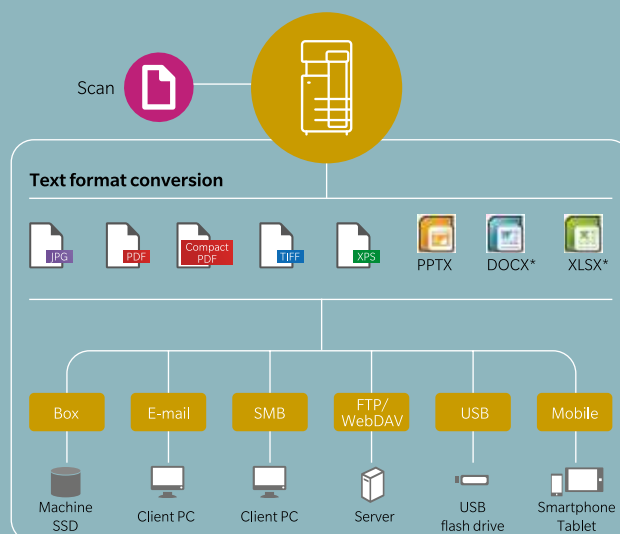 Scan
Text format conversion
JPG
PDF
Compact
PDF
TIFF
XPS
PPTX
DOCX*
XLSX*
Box
E-mail
SMB
FTP/
WebDAV
USB
Mobile
Machine
SSD
Client PC
Client PC
Server
USB
flash drive
Smartphone
Tablet